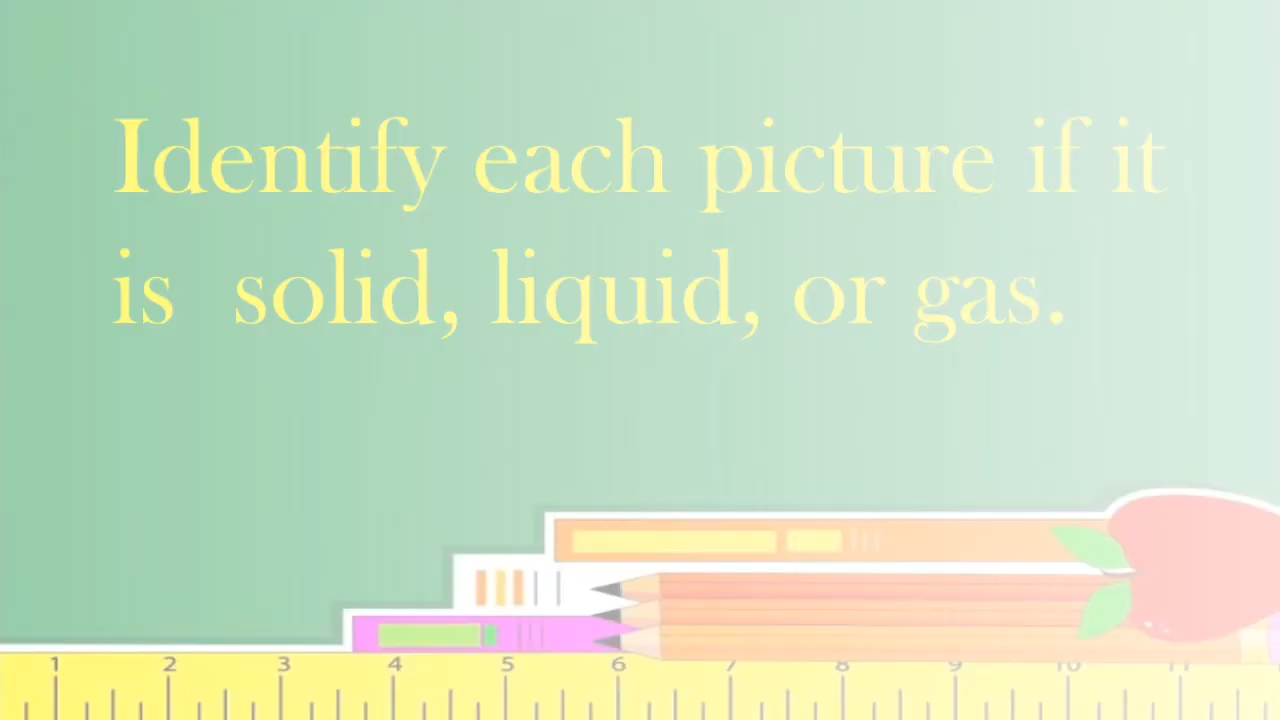 Identify each picture if it
is solid, liquid, or gas.
1 2 3 4 5 6 7 8 9 10 11